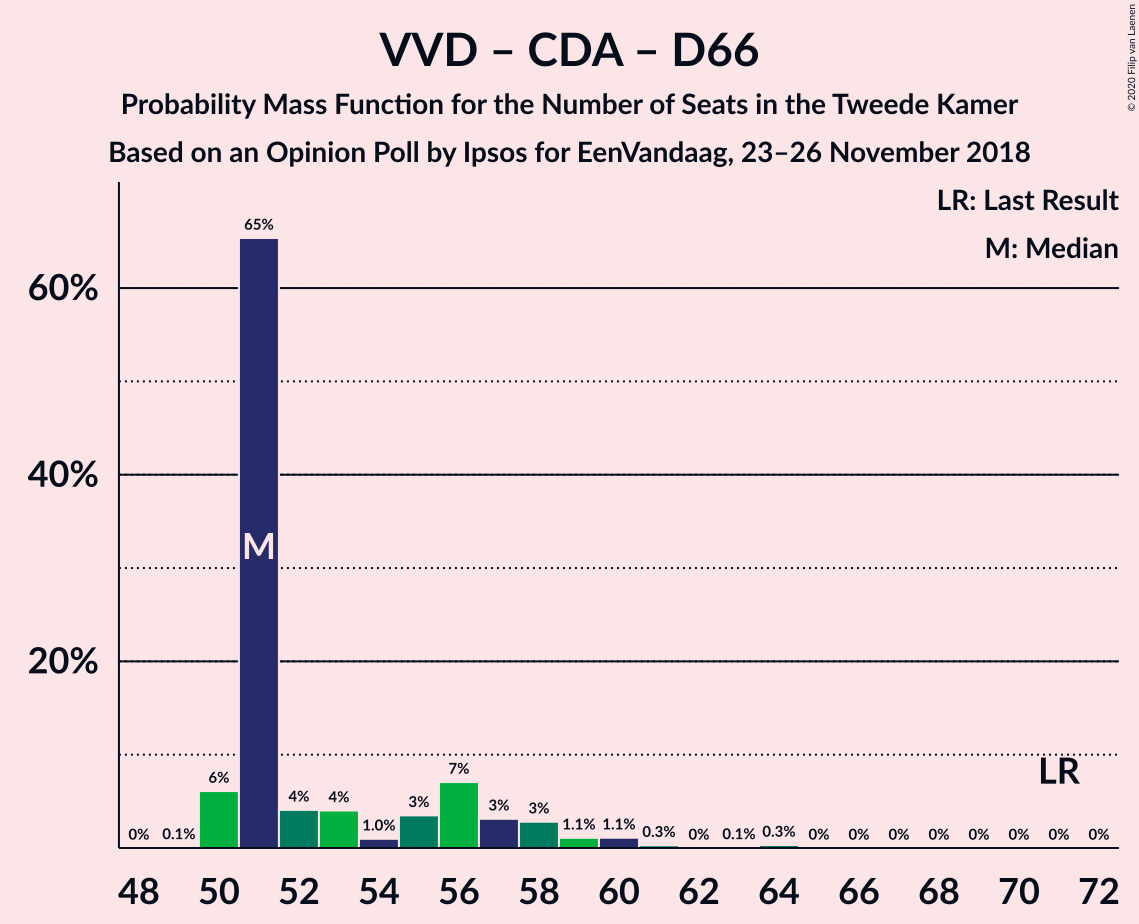 VVD – CDA – D66
Probability Mass Function for the Number of Seats in the Tweede Kamer
Based on an Opinion Poll by Ipsos for EenVandaag, 23–26 November 2018
© 2020 Filip van Laenen
LR: Last Result
M: Median
60%
40%
20%
0% 0.1% 6% 65% 4% 4% 1.0% 3% 7% 3% 3% 1.1% 1.1% 0.3% 0% 0.1% 0.3% 0% 0% 0% 0% 0% 0% 0% 0%
M
LR
48 50 52 54 56 58 60 62 64 66 68 70 72